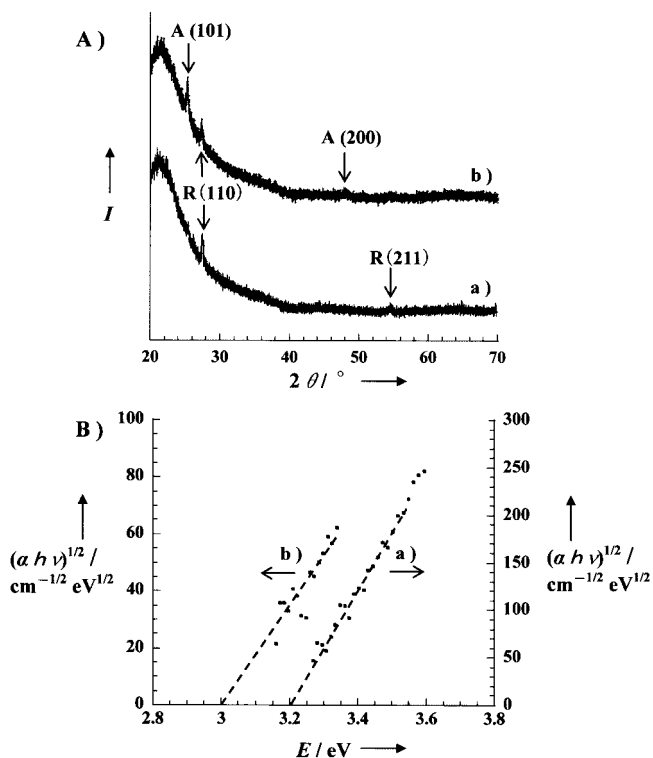 A )
A (101)
A (200)
b )
R (110)
I
R (211)
a )
20 30 40 50 60 70
2 θ / °
B )
100 80 60 40 20 0
300 250 200 150 100 50 0
b )
a )
(α h ν)^{1/2} /
cm^{−1/2} eV^{1/2}
(α h ν)^{1/2} /
cm^{−1/2} eV^{1/2}
2.8 3 3.2 3.4 3.6 3.8
E / eV